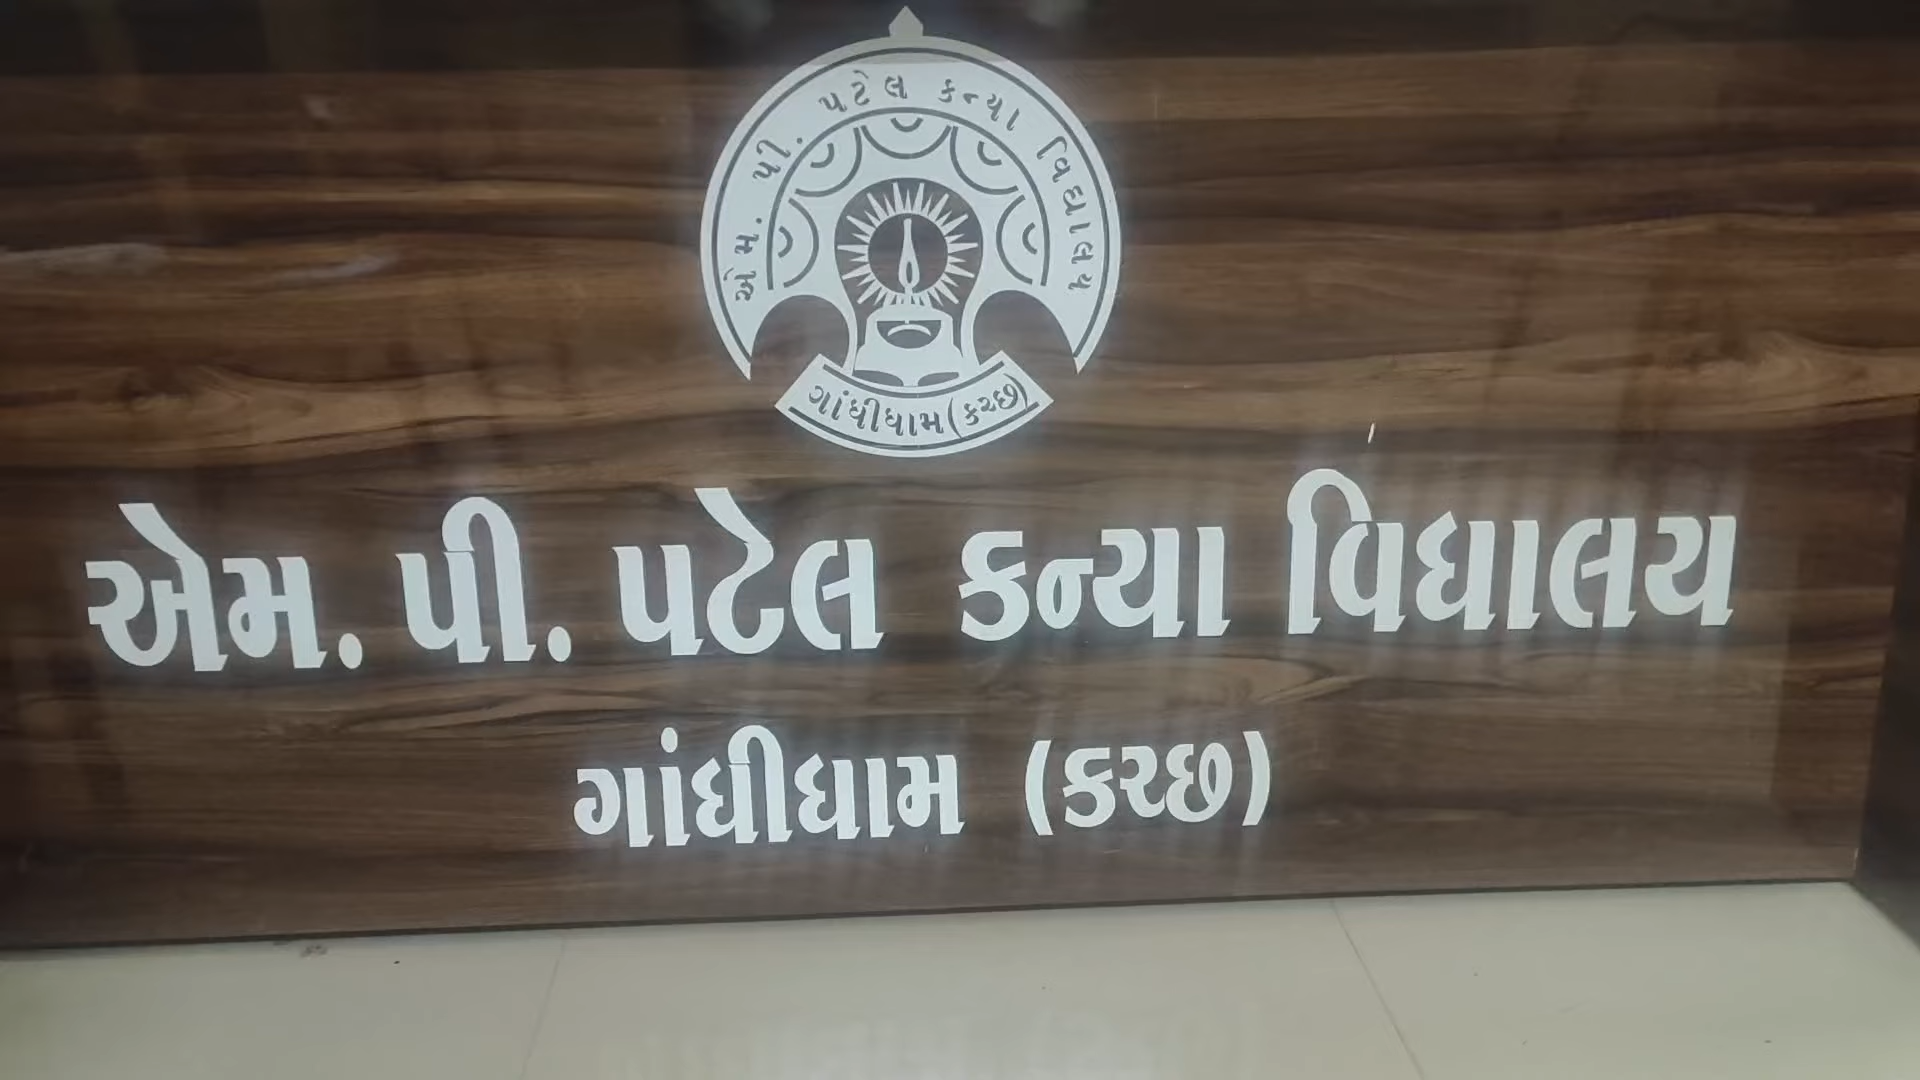 એમ. પી. પટેલ કન્યા વિદ્યાલય
ગાંધીધામ (કચ્છ)
એમ. પી. પટેલ કન્યા વિદ્યાલય
ગાંધીધામ (કચ્છ)